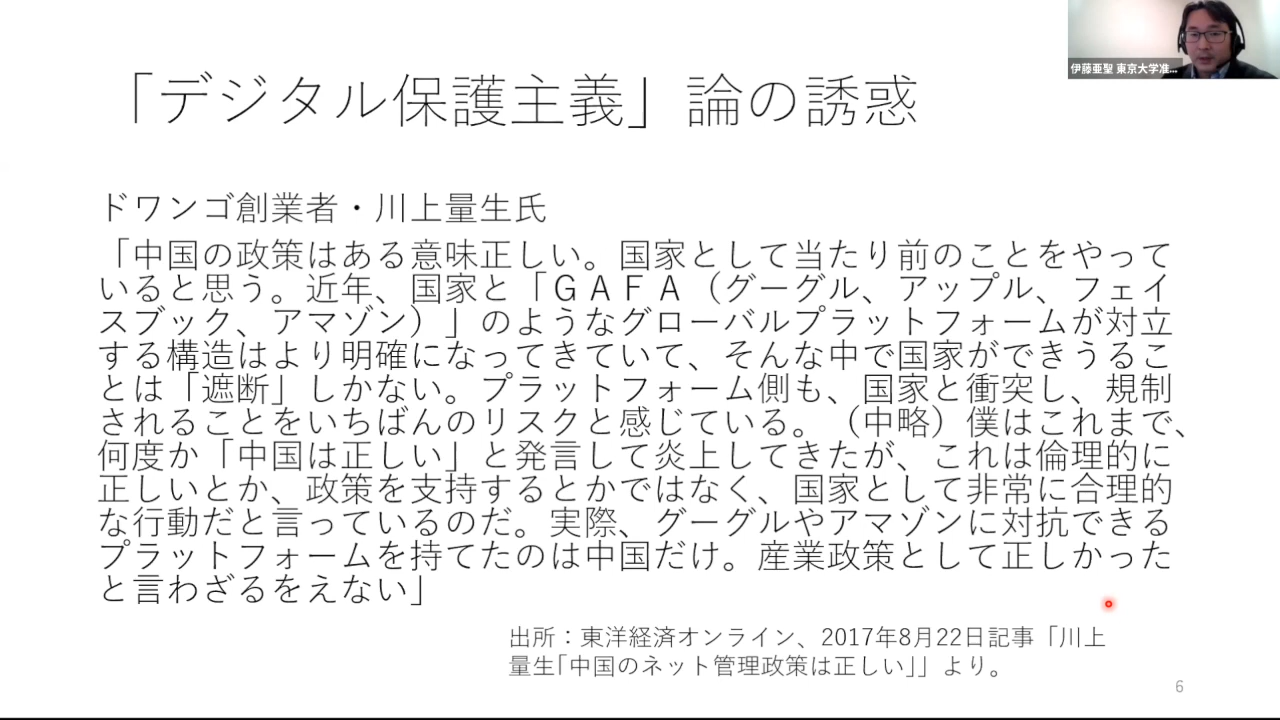 伊藤亜聖 東京大学准...
「デジタル保護主義」論の誘惑
ドワンゴ創業者・川上量生氏
「中国の政策はある意味正しい。国家として当たり前のことをやって
いると思う。近年、国家と「ＧＡＦＡ（グーグル、アップル、フェイ
スブック、アマゾン）」のようなグローバルプラットフォームが対立
する構造はより明確になってきていて、そんな中で国家ができうるこ
とは「遮断」しかない。プラットフォーム側も、国家と衝突し、規制
されることをいちばんのリスクと感じている。（中略）僕はこれまで、
何度か「中国は正しい」と発言して炎上してきたが、これは倫理的に
正しいとか、政策を支持するとかではなく、国家として非常に合理的
な行動だと言っているのだ。実際、グーグルやアマゾンに対抗できる
プラットフォームを持てたのは中国だけ。産業政策として正しかった
と言わざるをえない」
出所：東洋経済オンライン、2017年8月22日記事「川上
量生｢中国のネット管理政策は正しい｣」より。
6